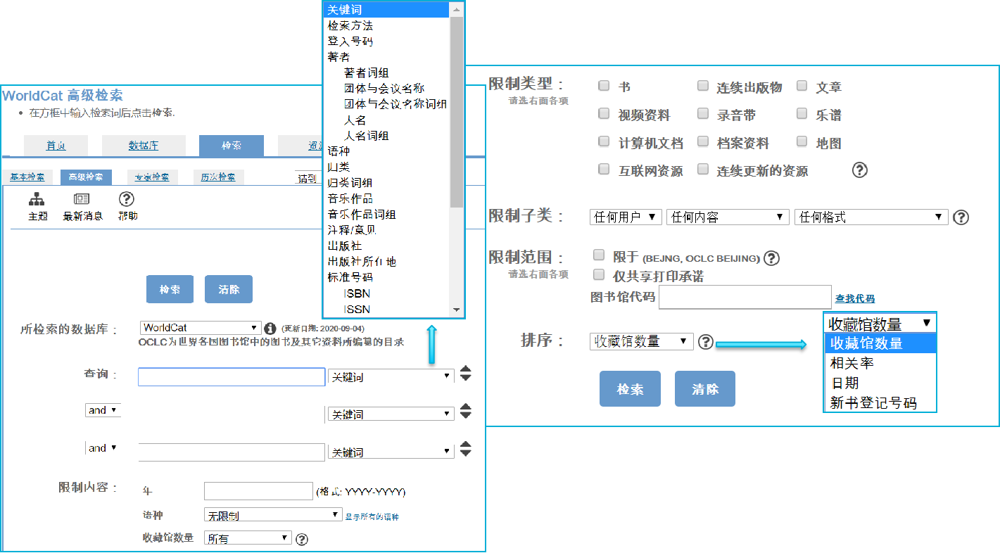 WorldCat 高级检索
在方框中输入检索词后点击检索.
首页 数据库 检索
基本检索 高级检索 专家检索 历次检索 请到
主题 最新消息 帮助
检索 清除
所检索的数据库： WorldCat (更新日期: 2020-09-04)
OCLC为世界各国图书馆中的图书及其它资料所编纂的目录
查询： 关键词
and 关键词
and 关键词
限制内容： 年 (格式: YYYY-YYYY)
语种 无限制 显示所有的语种
收藏馆数量 所有
关键词
检索方法
登入号码
著者
著者词组
团体与会议名称
团体与会议名称词组
人名
人名词组
语种
归类
归类词组
音乐作品
音乐作品词组
注释/意见
出版社
出版社所在地
标准号码
ISBN
ISSN
限制类型： 书 连续出版物 文章
请选右面各项
视频资料 录音带 乐谱
计算机文档 档案资料 地图
互联网资源 连续更新的资源
限制子类： 任何用户 任何内容 任何格式
限制范围： 限于 (BEJNG, OCLC BEIJING)
请选右面各项 仅共享打印承诺
图书馆代码 查找代码
排序： 收藏馆数量
检索 清除
收藏馆数量
收藏馆数量
相关率
日期
新书登记号码